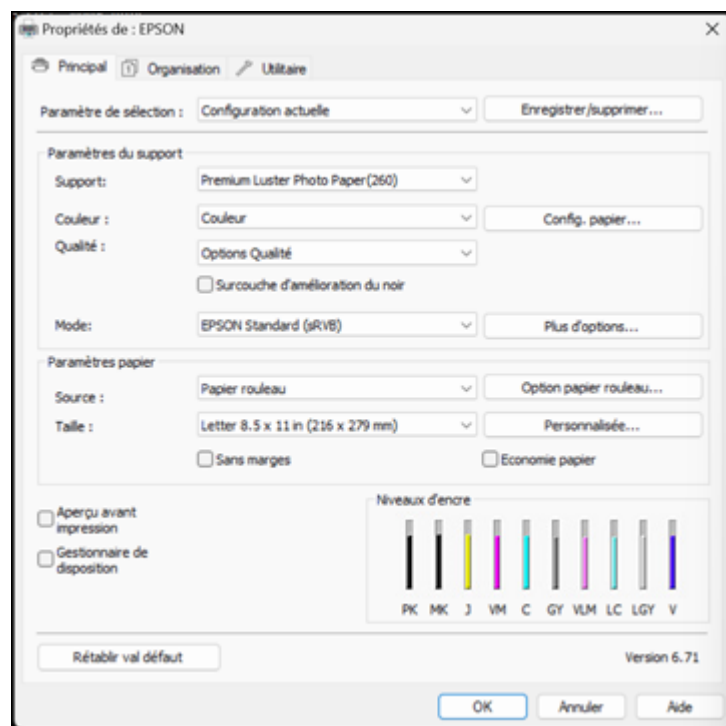 Propriétés de : EPSON
Principal
Organisation
Utilitaire
Paramètre de sélection :
Configuration actuelle
Enregistrer/supprimer...
Paramètres du support
Support:
Premium Luster Photo Paper(260)
Couleur :
Couleur
Config. papier...
Qualité :
Options Qualité
Surcouche d'amélioration du noir
Mode:
EPSON Standard (sRVB)
Plus d'options...
Paramètres papier
Source :
Papier rouleau
Option papier rouleau...
Taille :
Letter 8.5 x 11 in (216 x 279 mm)
Personnalisée...
Sans marges
Economie papier
Aperçu avant
impression
Gestionnaire de
disposition
Niveaux d'encre
PK MK J VM C GY VLM LC LGY V
Rétablir val défaut
Version 6.71
OK
Annuler
Aide